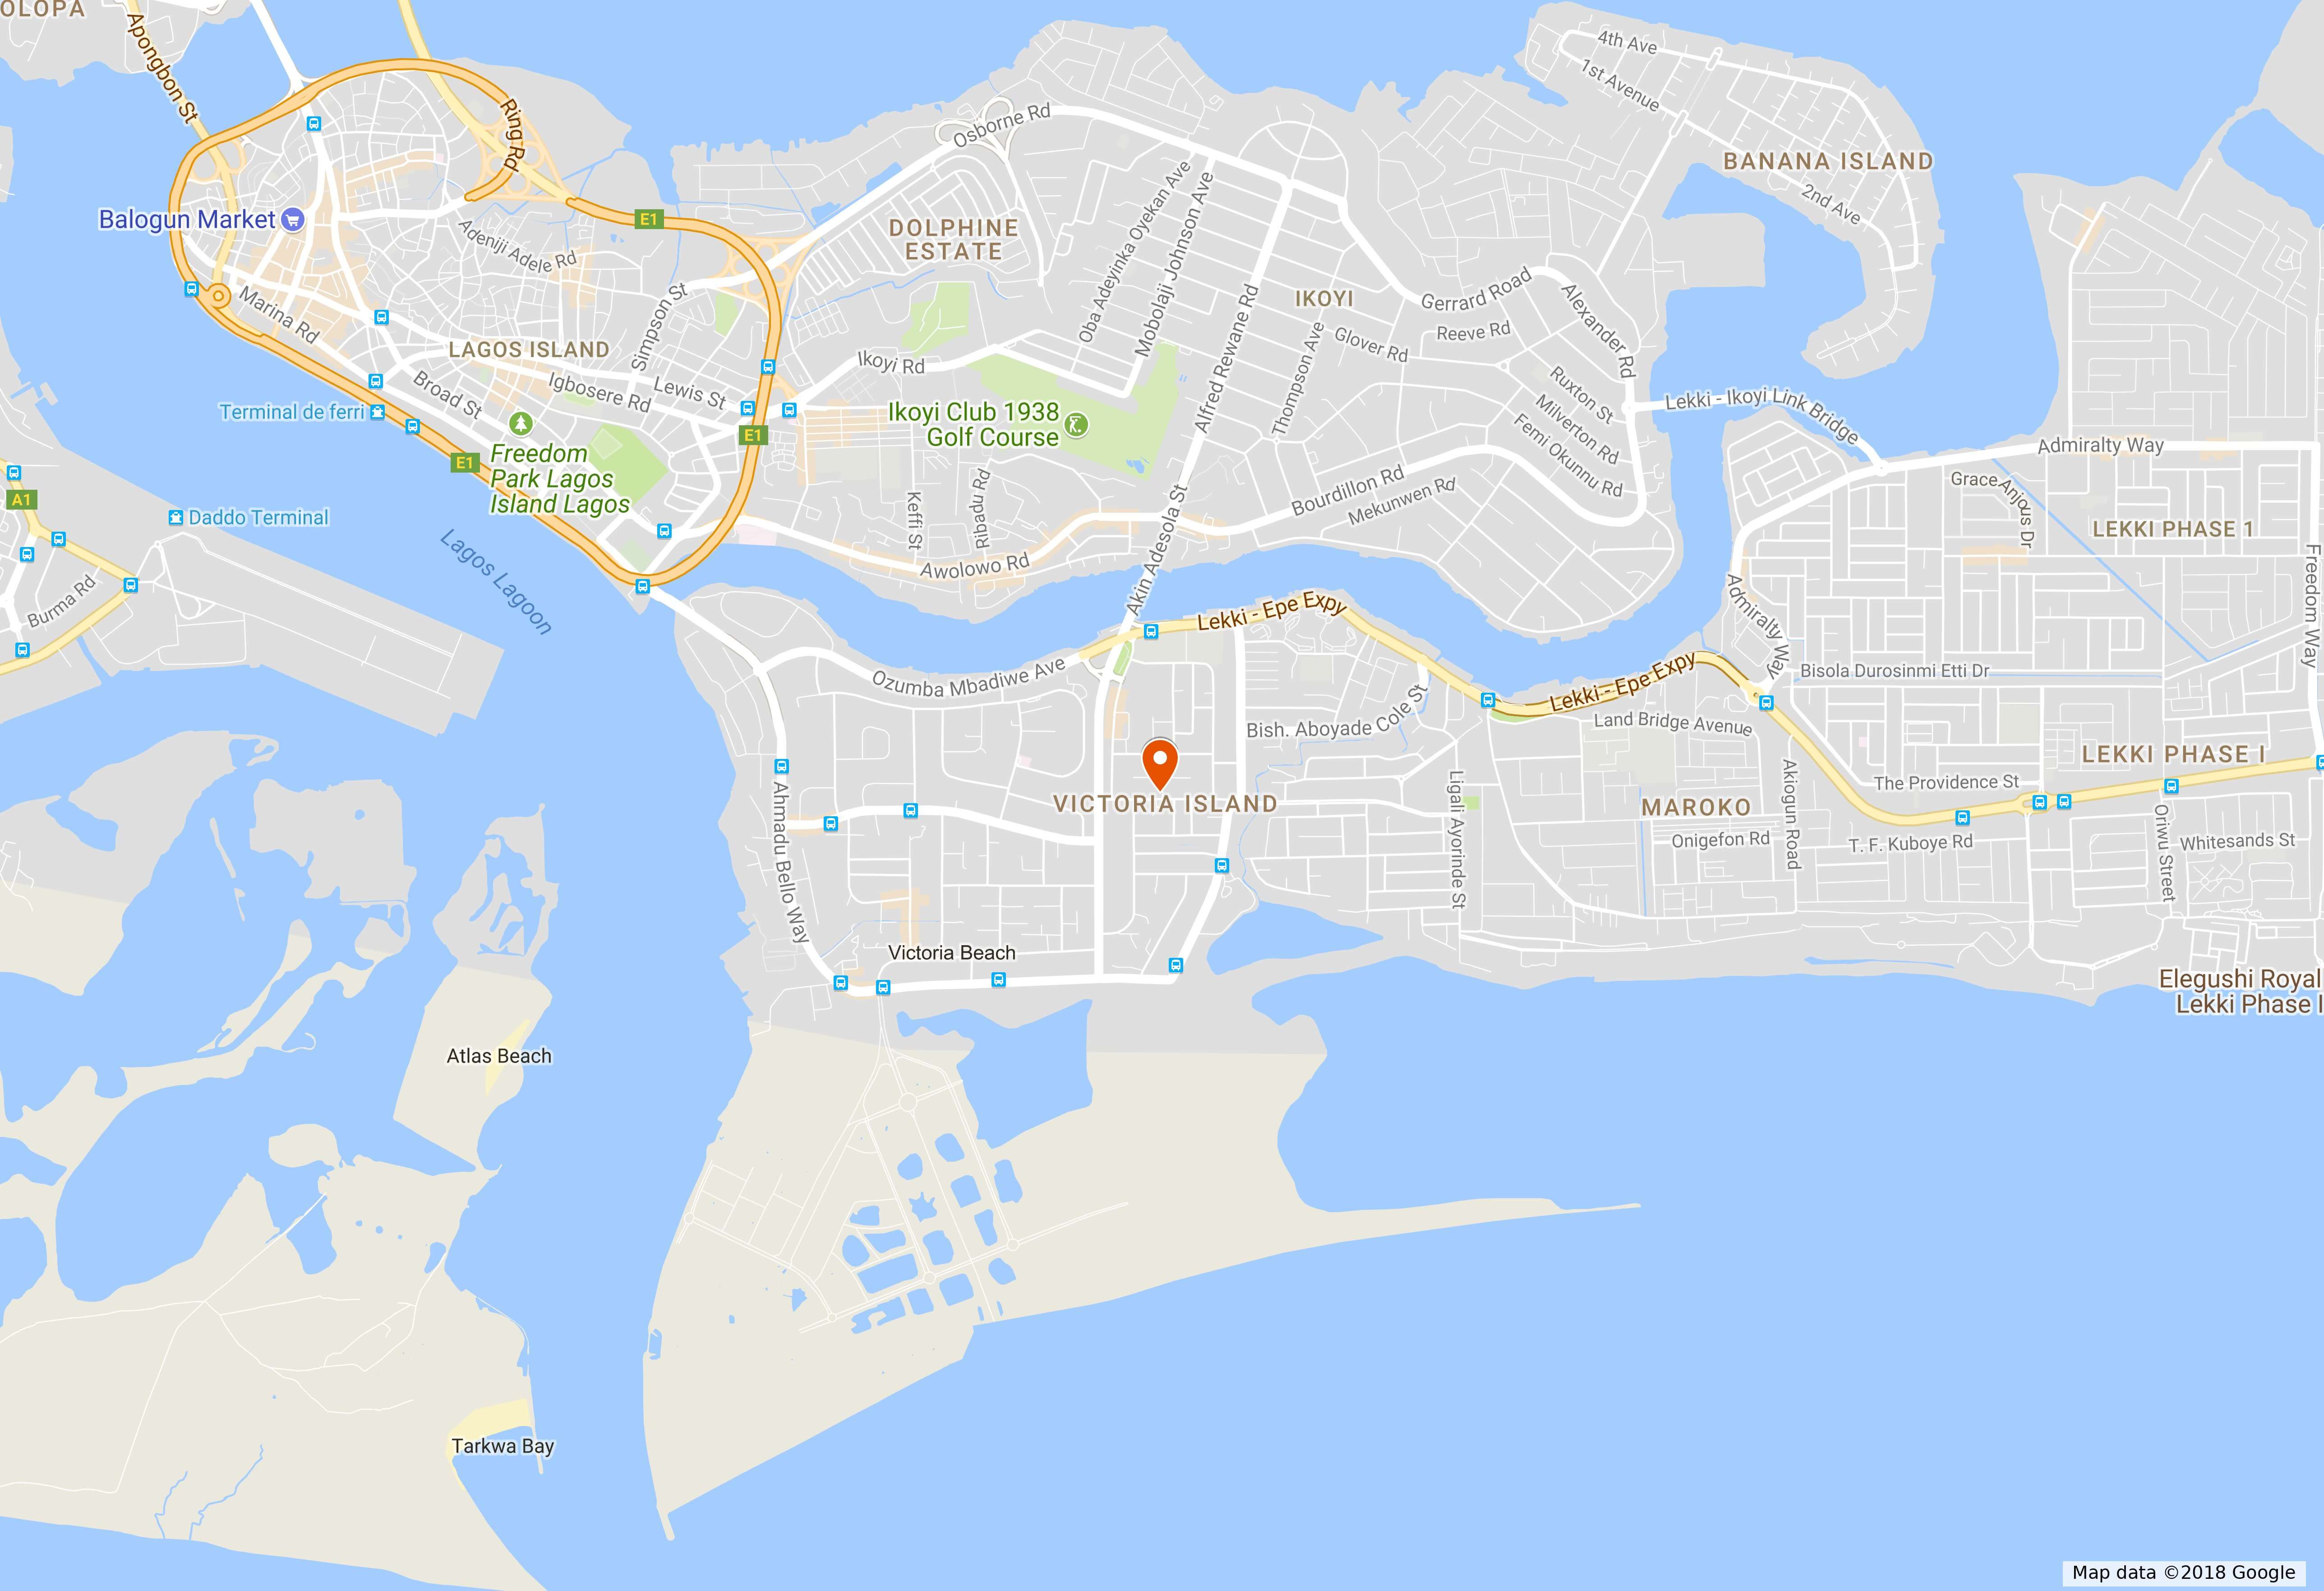 OLOPA
Apongbon St
4th Ave
1st Avenue
Ring Rd
Osborne Rd
BANANA ISLAND
2nd Ave
Balogun Market
E1
Adeniji Adele Rd
DOLPHINE
ESTATE
Oba Adeyinka Oyekan Ave
Mobolaji Johnson Ave
IKOYI
Gerrard Road
Alexander Rd
Marina Rd
Simpson St
Alfred Rewane Rd
Thompson Ave
Glover Rd
Reeve Rd
LAGOS ISLAND
Ikoyi Rd
Broad St
Igbosere Rd
Lewis St
Ruxton St
Milverton Rd
Femi Okunnu Rd
Lekki - Ikoyi Link Bridge
Terminal de ferri
Ikoyi Club 1938
Golf Course
E1
E1
Freedom
Park Lagos
Island Lagos
Admiralty Way
Grace Anjous Dr
A1
Daddo Terminal
Lagos Lagoon
Keffi St
Ribadu Rd
Bourdillon Rd
Mekunwen Rd
LEKKI PHASE 1
Freedom Way
Awolowo Rd
Akin Adesola St
Burma Rd
Lekki - Epe Expy
Admiralty Way
Ozumba Mbadiwe Ave
Lekki - Epe Expy
Bisola Durosinmi Etti Dr
Bish. Aboyade Cole St
Land Bridge Avenue
LEKKI PHASE I
Ahmadu Bello Way
VICTORIA ISLAND
Ligali Ayorinde St
MAROKO
Akiogun Road
The Providence St
Onigefon Rd
T. F. Kuboye Rd
Oriwu Street
Whitesands St
Victoria Beach
Elegushi Royal
Lekki Phase I
Atlas Beach
Tarkwa Bay
Map data ©2018 Google